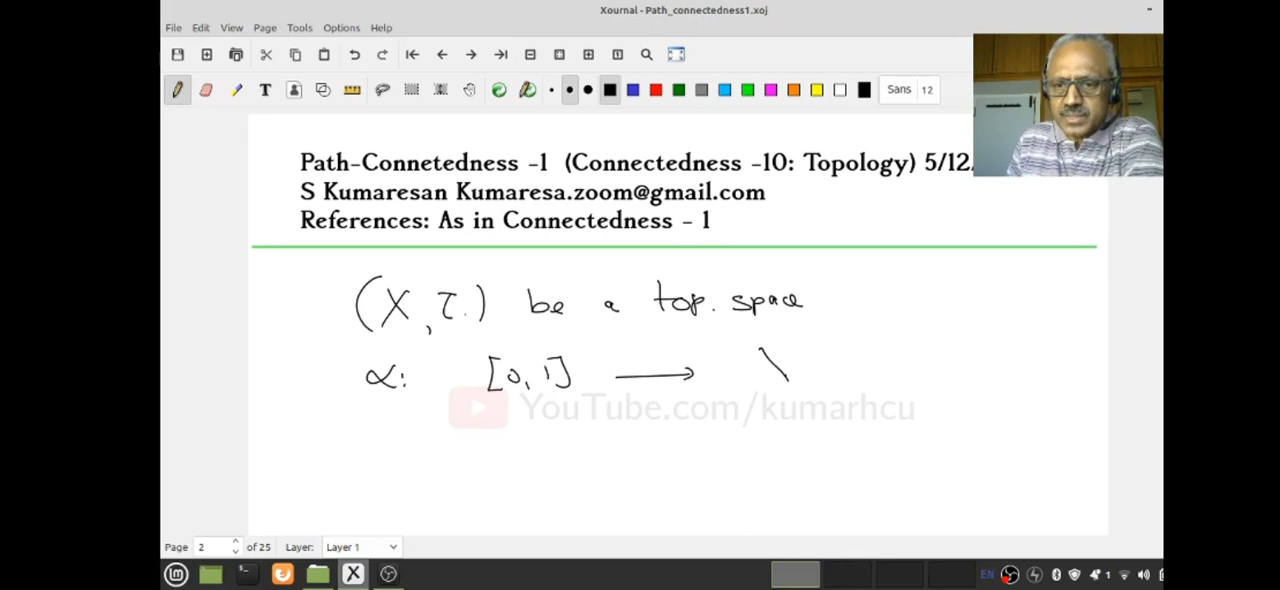 Xournal - Path_connectedness1.xoj
File Edit View Page Tools Options Help
Sans 12
Path-Connetedness -1 (Connectedness -10: Topology) 5/12
S Kumaresan Kumaresa.zoom@gmail.com
References: As in Connectedness - 1
(X, τ.) be a top. space
α: [0, 1] ⟶ \
YouTube.com/kumarhcu
Page 2 of 25 Layer: Layer 1
EN 1